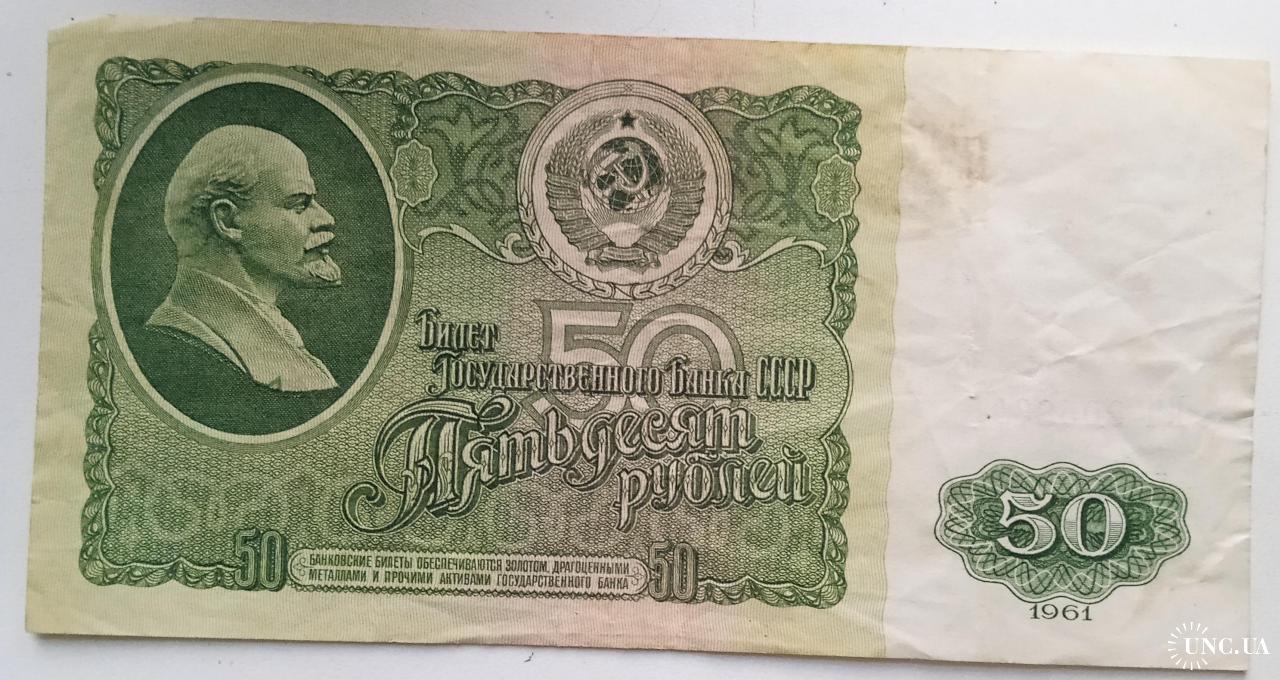 Билет
Государственного Банка СССР
50
Пятьдесят
рублей
50
БАНКОВСКИЕ БИЛЕТЫ ОБЕСПЕЧИВАЮТСЯ ЗОЛОТОМ, ДРАГОЦЕННЫМИ
МЕТАЛЛАМИ И ПРОЧИМИ АКТИВАМИ ГОСУДАРСТВЕННОГО БАНКА
50
50
1961
UNC.UA